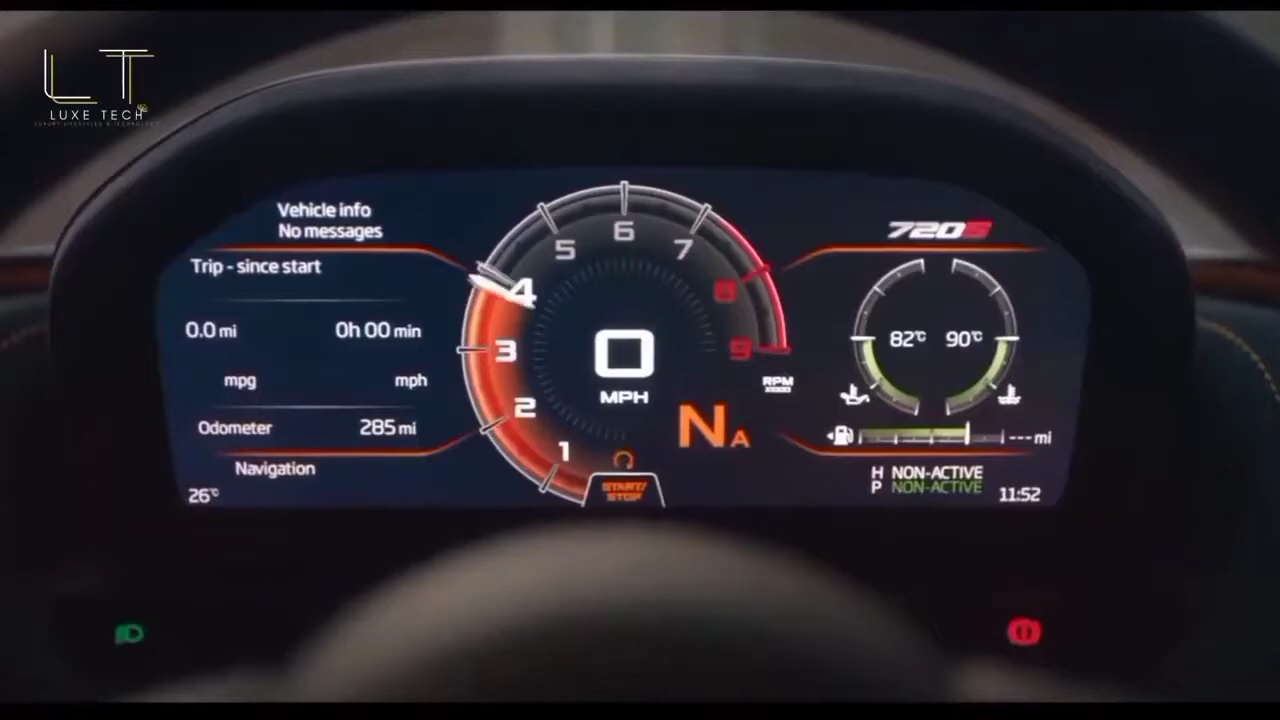 LT
LUXE TECH
Vehicle info
No messages
Trip - since start
0.0 mi 0h 00 min
mpg mph
Odometer 285 mi
Navigation
26°C
1
2
3
4
5
6
7
8
9
RPM
X1000
0
MPH
N A
START/
STOP
720S
82°C 90°C
--- mi
H NON-ACTIVE
P NON-ACTIVE
11:52